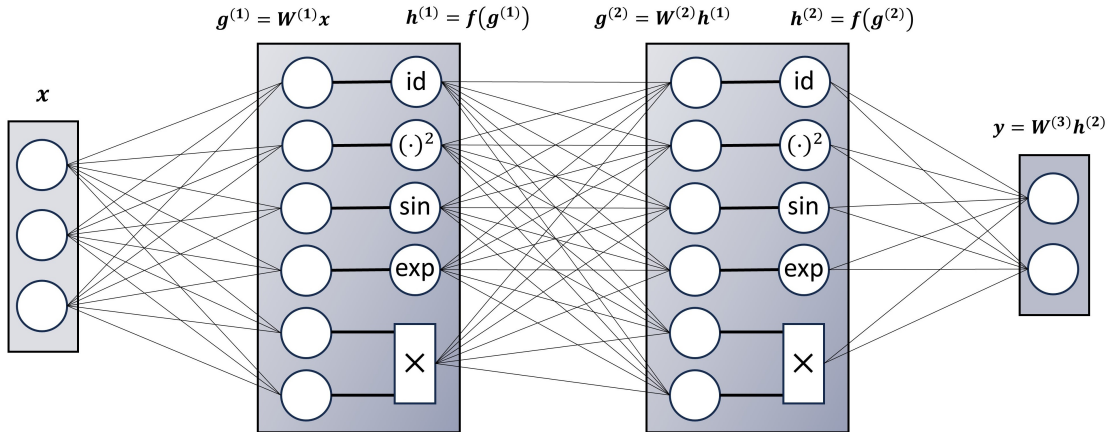 g⁽¹⁾ = W⁽¹⁾x
h⁽¹⁾ = f(g⁽¹⁾)
g⁽²⁾ = W⁽²⁾h⁽¹⁾
h⁽²⁾ = f(g⁽²⁾)
x
id
(·)²
sin
exp
×
id
(·)²
sin
exp
×
y = W⁽³⁾h⁽²⁾